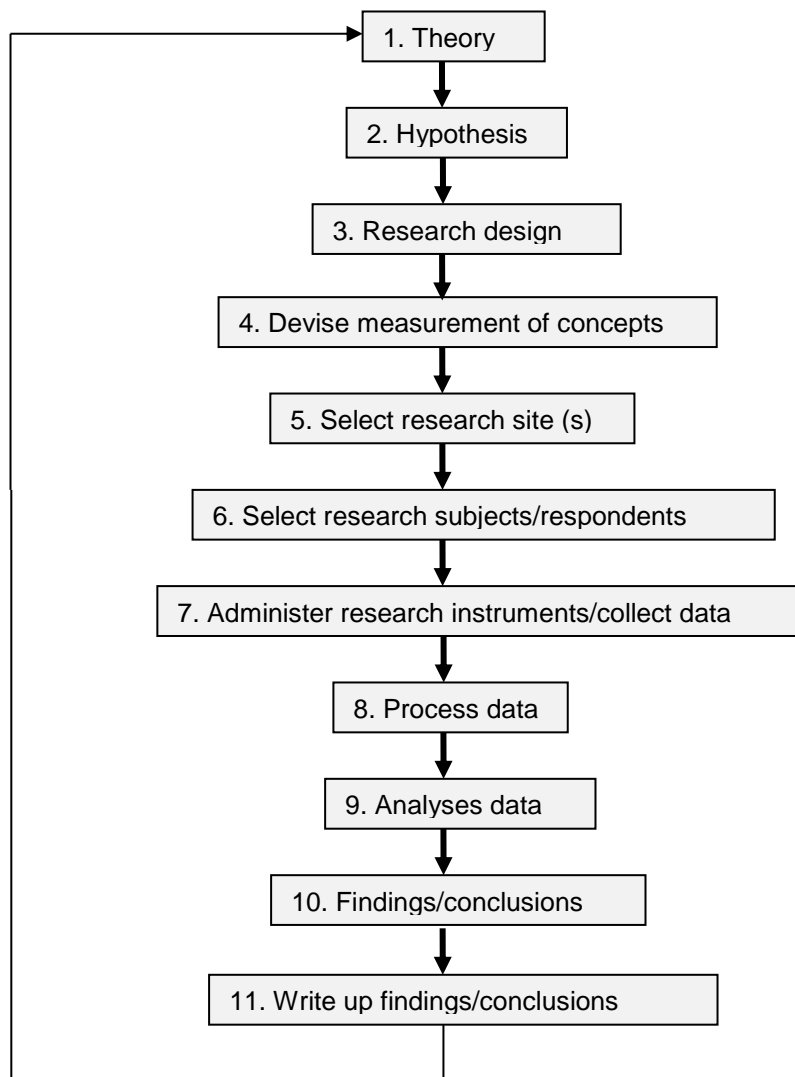 1. Theory
2. Hypothesis
3. Research design
4. Devise measurement of concepts
5. Select research site (s)
6. Select research subjects/respondents
7. Administer research instruments/collect data
8. Process data
9. Analyses data
10. Findings/conclusions
11. Write up findings/conclusions